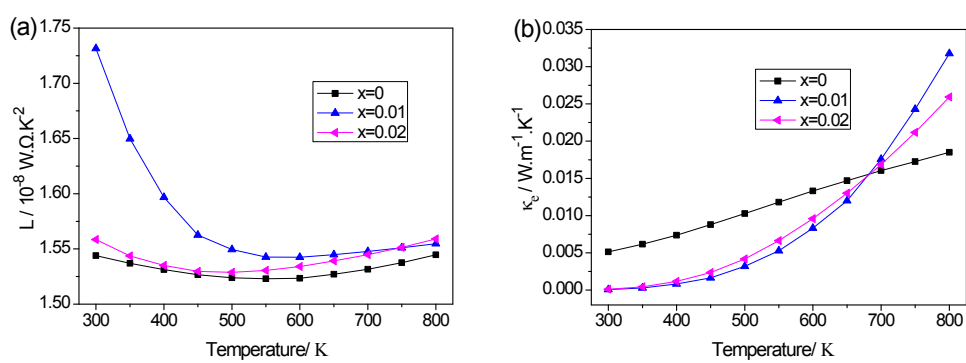 (a)
1.75
1.70
1.65
1.60
1.55
1.50
L / 10⁻⁸ W.Ω.K⁻²
x=0
x=0.01
x=0.02
300 400 500 600 700 800
Temperature/ K
(b)
0.035
0.030
0.025
0.020
0.015
0.010
0.005
0.000
κₑ / W.m⁻¹.K⁻¹
x=0
x=0.01
x=0.02
300 400 500 600 700 800
Temperature/ K